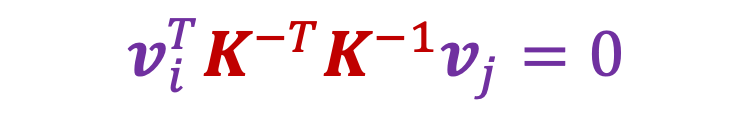 $v_i^T K^{-T} K^{-1} v_j = 0$